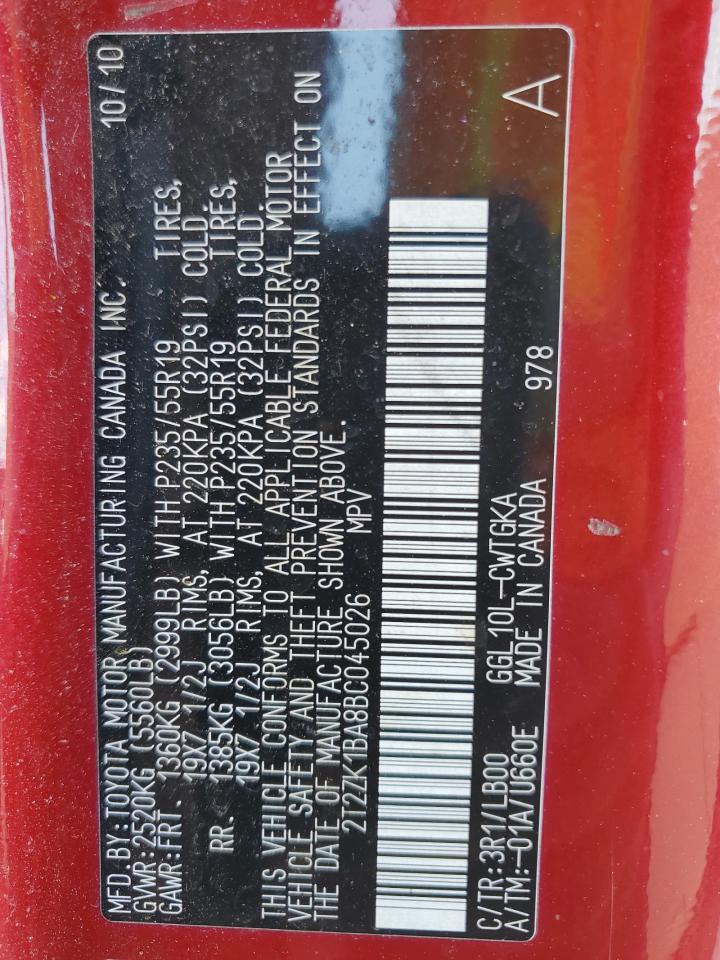 MFD. BY: TOYOTA MOTOR MANUFACTURING CANADA INC. 10/10
GVWR: 2520KG (5560LB)
GAWR: FRT. 1360KG (2999LB) WITH P235/55R19 TIRES,
19X7 1/2J RIMS, AT 220KPA (32PSI) COLD
RR. 1385KG (3056LB) WITH P235/55R19 TIRES,
19X7 1/2J RIMS, AT 220KPA (32PSI) COLD.
THIS VEHICLE CONFORMS TO ALL APPLICABLE FEDERAL MOTOR
VEHICLE SAFETY AND THEFT PREVENTION STANDARDS IN EFFECT ON
THE DATE OF MANUFACTURE SHOWN ABOVE.
2T2ZK1BA8BC045026 MPV
C/TR: 3R1/LB00 GGL10L-CWTGKA
A/TM: -01A/U660E MADE IN CANADA 978 A